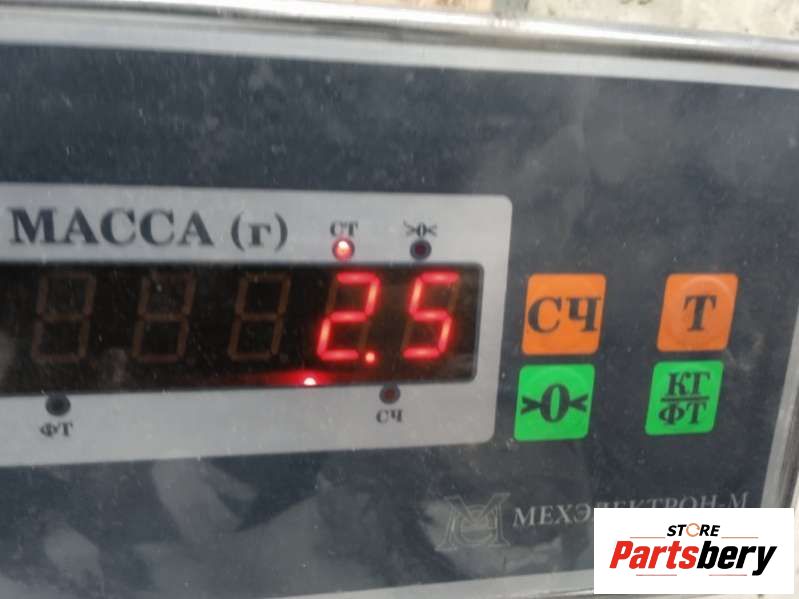 МАССА (г)
СТ
>0<
2.5
ФТ
СЧ
СЧ
Т
>0<
КГ
ФТ
МЕХЭЛЕКТРОН-М
STORE
Partsbery